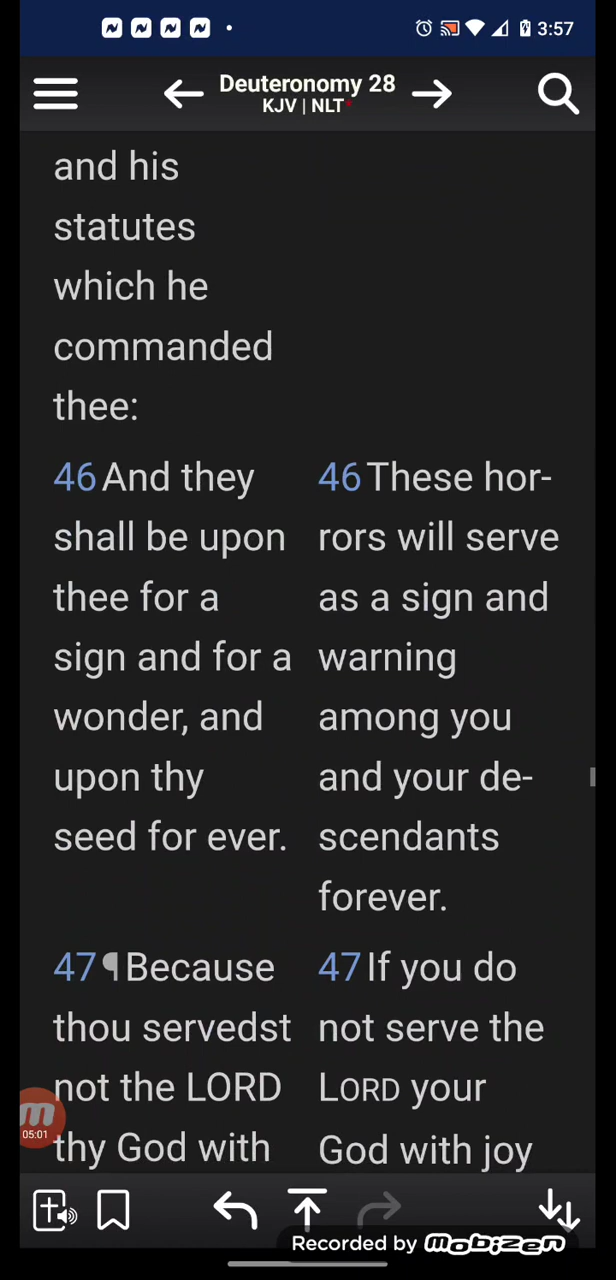 3:57
Deuteronomy 28
KJV | NLT*
and his
statutes
which he
commanded
thee:
46 And they
shall be upon
thee for a
sign and for a
wonder, and
upon thy
seed for ever.
46 These hor-
rors will serve
as a sign and
warning
among you
and your de-
scendants
forever.
47 ¶Because
thou servedst
not the LORD
thy God with
47 If you do
not serve the
LORD your
God with joy
05:01
Recorded by mobizen